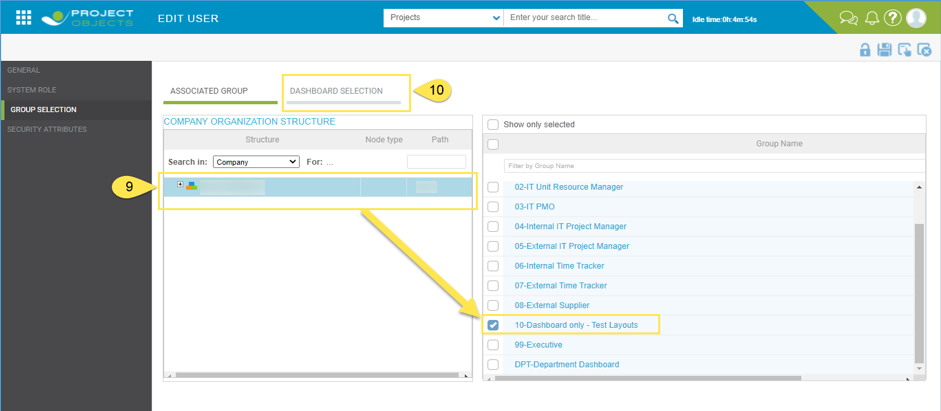 PROJECT
OBJECTS
EDIT USER
Projects
Enter your search title...
Idle time:0h:4m:54s
GENERAL
SYSTEM ROLE
GROUP SELECTION
SECURITY ATTRIBUTES
ASSOCIATED GROUP
DASHBOARD SELECTION
10
COMPANY ORGANIZATION STRUCTURE
Structure Node type Path
Search in: Company For: ...
9
Show only selected
Group Name
Filter by Group Name
02-IT Unit Resource Manager
03-IT PMO
04-Internal IT Project Manager
05-External IT Project Manager
06-Internal Time Tracker
07-External Time Tracker
08-External Supplier
10-Dashboard only - Test Layouts
99-Executive
DPT-Department Dashboard